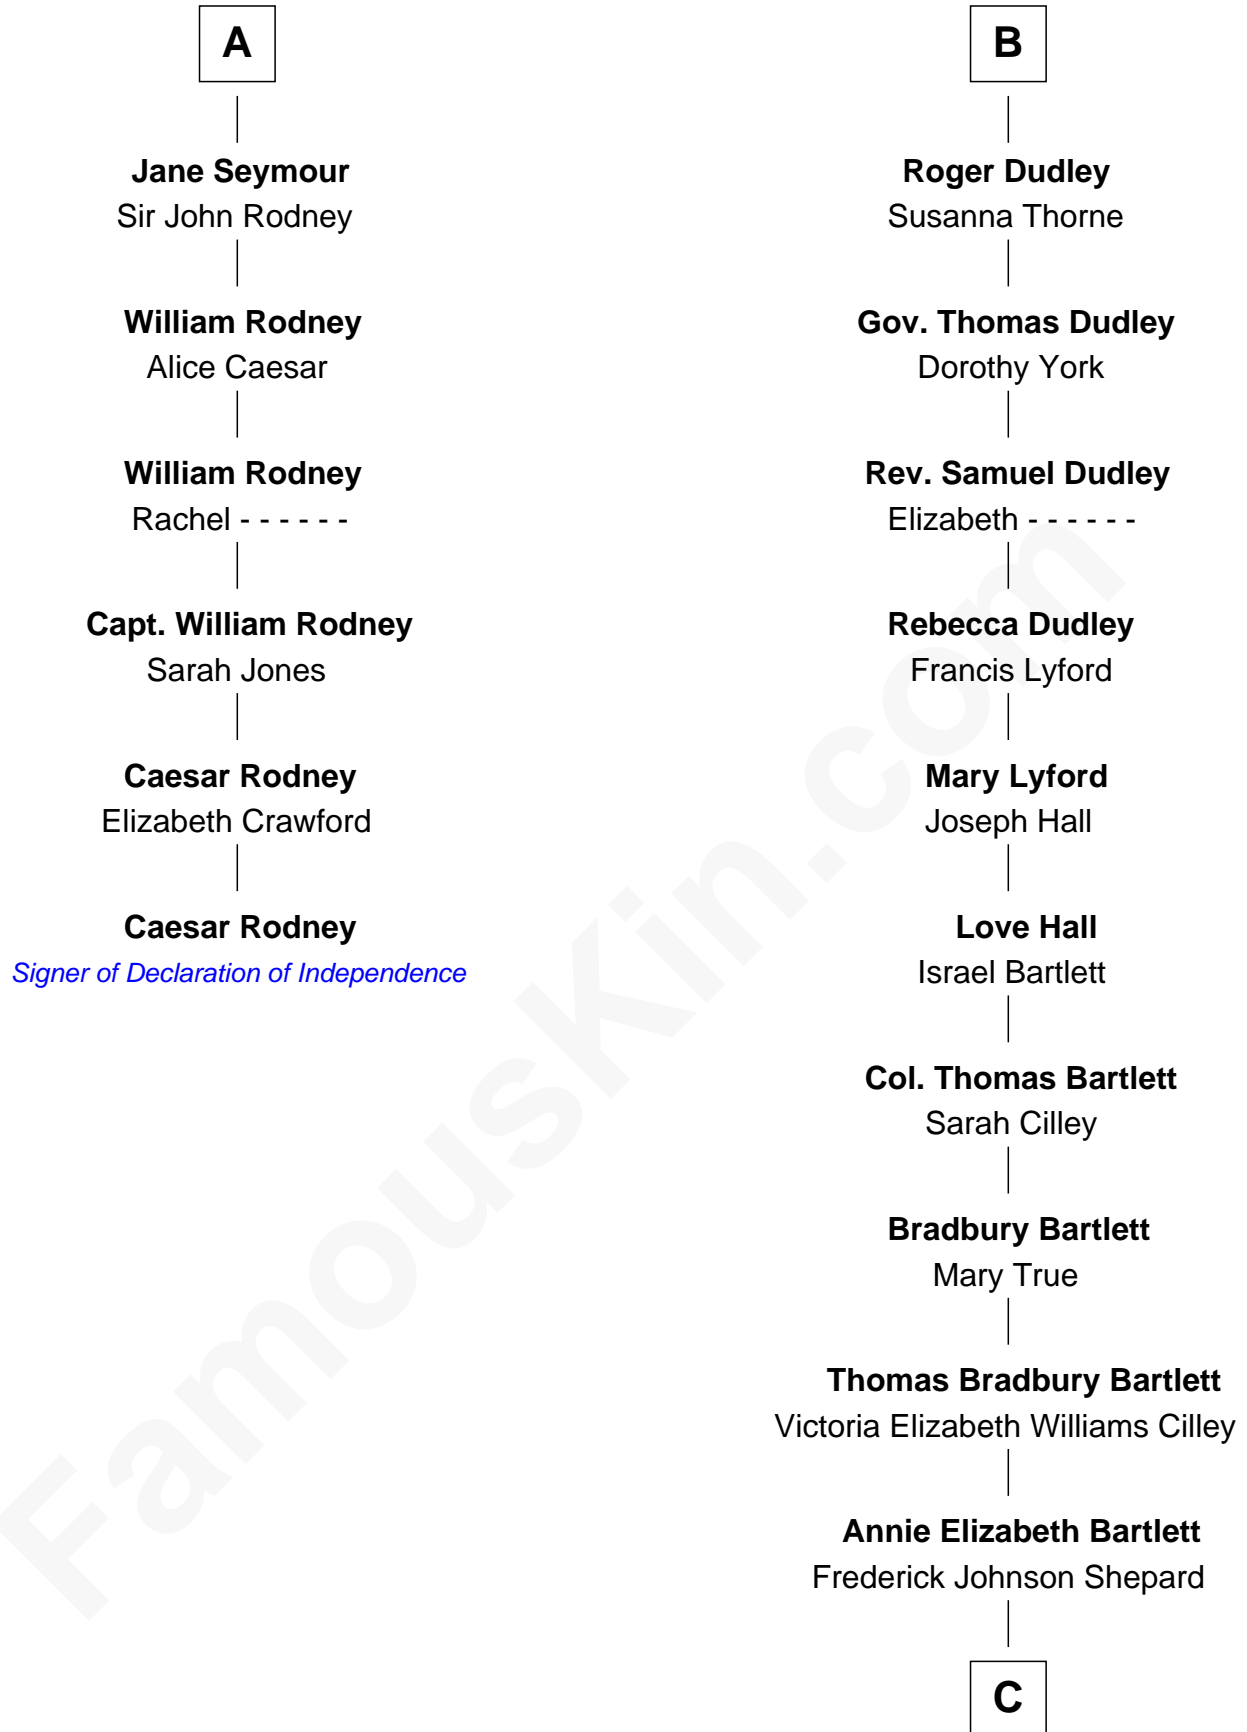 A
Jane Seymour
Sir John Rodney
William Rodney
Alice Caesar
William Rodney
Rachel - - - - - -
Capt. William Rodney
Sarah Jones
Caesar Rodney
Elizabeth Crawford
Caesar Rodney
Signer of Declaration of Independence
B
Roger Dudley
Susanna Thorne
Gov. Thomas Dudley
Dorothy York
Rev. Samuel Dudley
Elizabeth - - - - - -
Rebecca Dudley
Francis Lyford
Mary Lyford
Joseph Hall
Love Hall
Israel Bartlett
Col. Thomas Bartlett
Sarah Cilley
Bradbury Bartlett
Mary True
Thomas Bradbury Bartlett
Victoria Elizabeth Williams Cilley
Annie Elizabeth Bartlett
Frederick Johnson Shepard
C
FamousKin.com